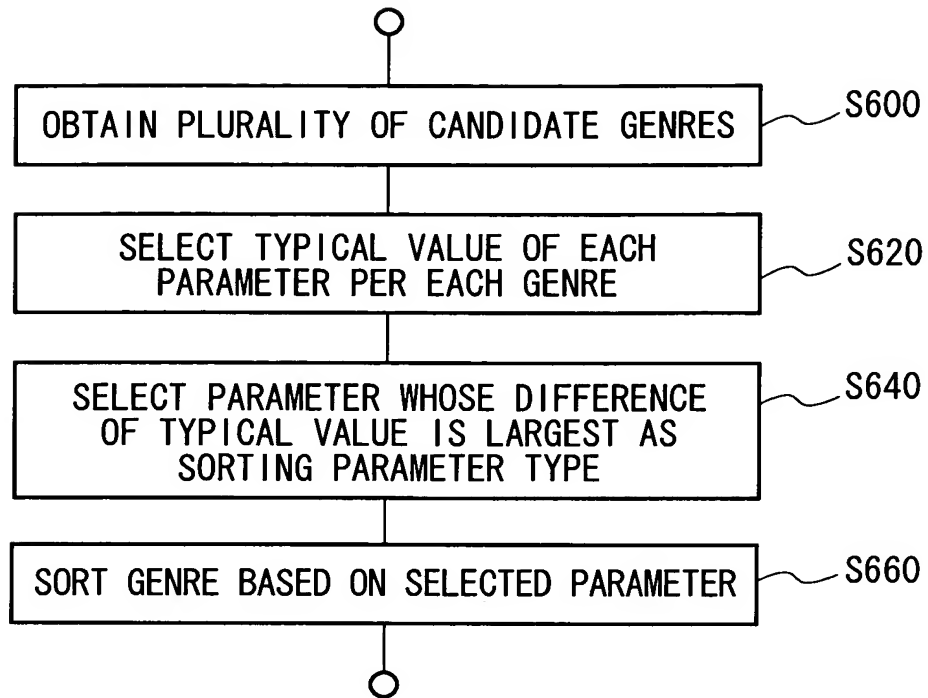 OBTAIN PLURALITY OF CANDIDATE GENRES
S600
SELECT TYPICAL VALUE OF EACH
PARAMETER PER EACH GENRE
S620
SELECT PARAMETER WHOSE DIFFERENCE
OF TYPICAL VALUE IS LARGEST AS
SORTING PARAMETER TYPE
S640
SORT GENRE BASED ON SELECTED PARAMETER
S660